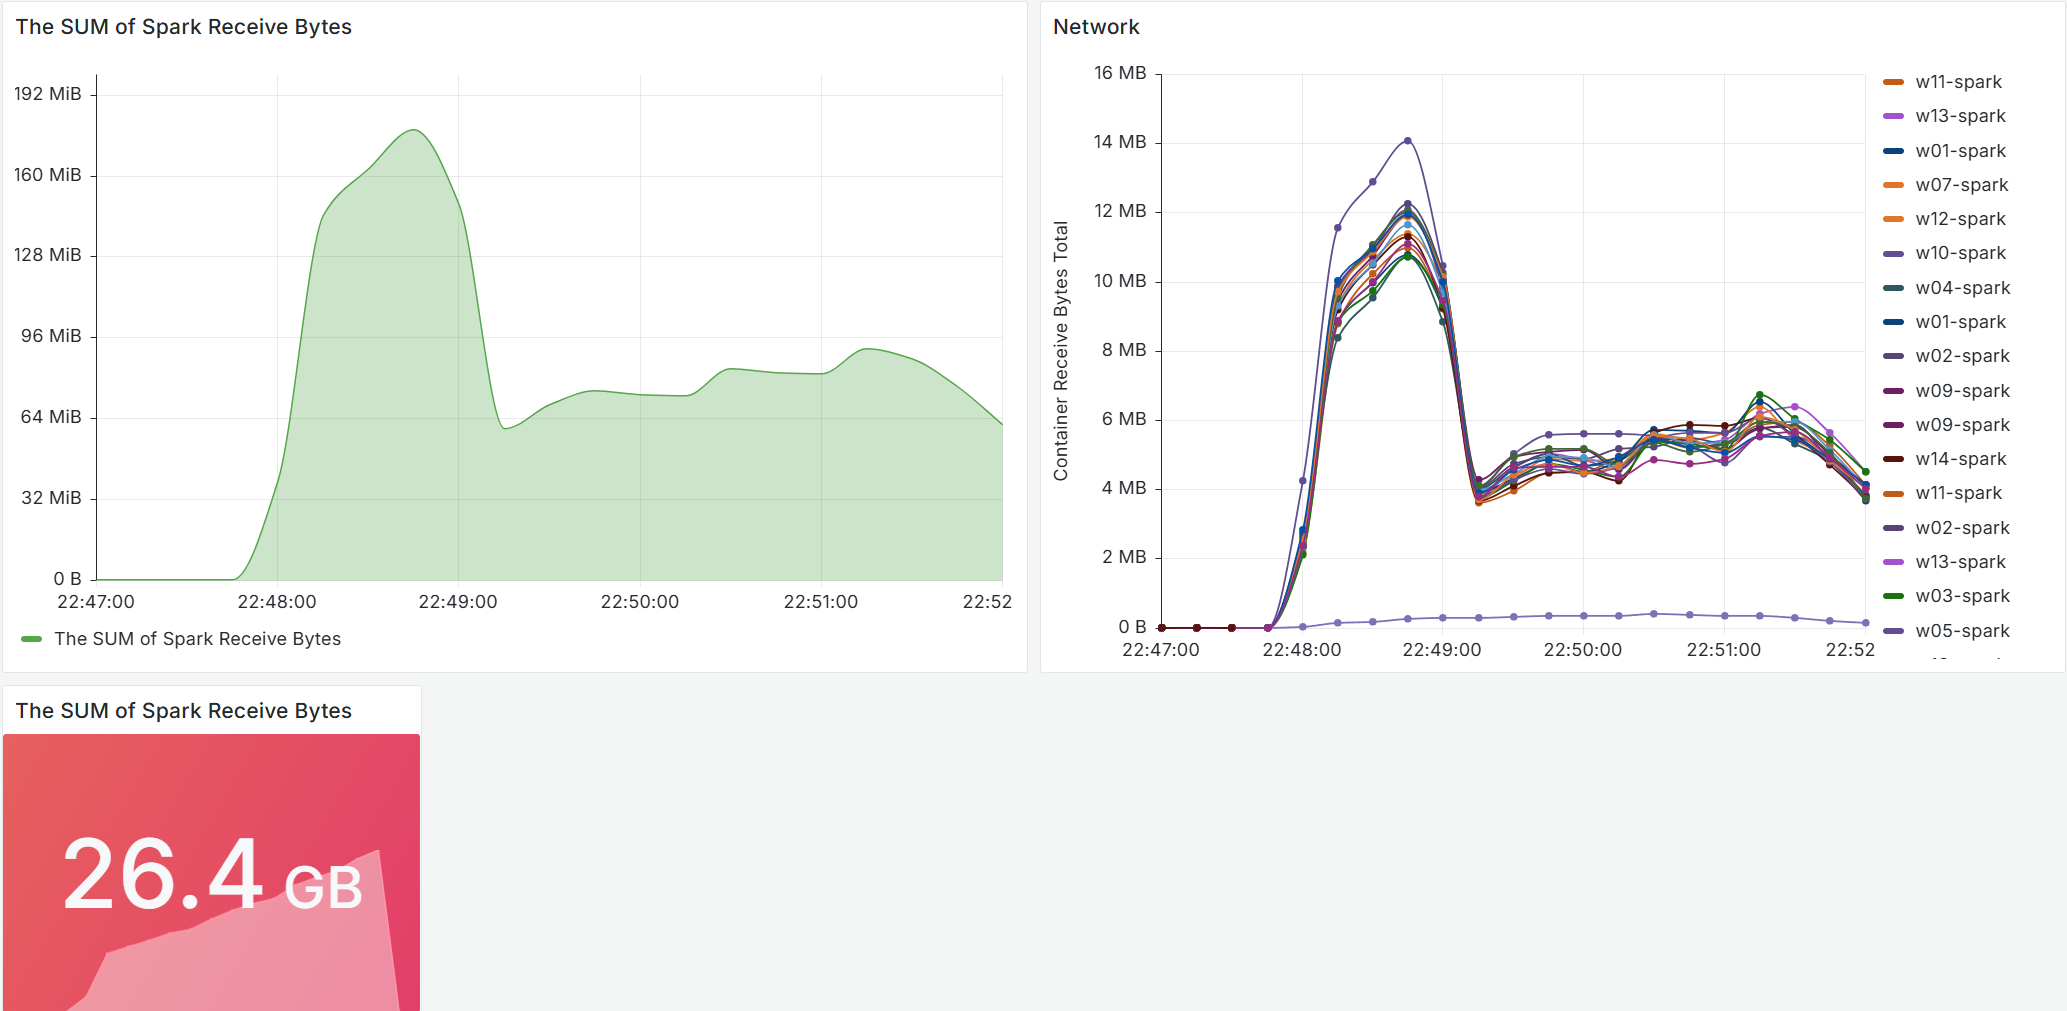 The SUM of Spark Receive Bytes
192 MiB
160 MiB
128 MiB
96 MiB
64 MiB
32 MiB
0 B
22:47:00 22:48:00 22:49:00 22:50:00 22:51:00 22:52
The SUM of Spark Receive Bytes
Network
Container Receive Bytes Total
16 MB
14 MB
12 MB
10 MB
8 MB
6 MB
4 MB
2 MB
0 B
22:47:00 22:48:00 22:49:00 22:50:00 22:51:00 22:52
w11-spark
w13-spark
w01-spark
w07-spark
w12-spark
w10-spark
w04-spark
w01-spark
w02-spark
w09-spark
w09-spark
w14-spark
w11-spark
w02-spark
w13-spark
w03-spark
w05-spark
The SUM of Spark Receive Bytes
26.4 GB